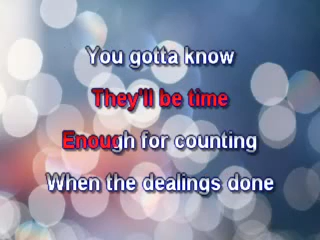 You gotta know
They'll be time
Enough for counting
When the dealings done